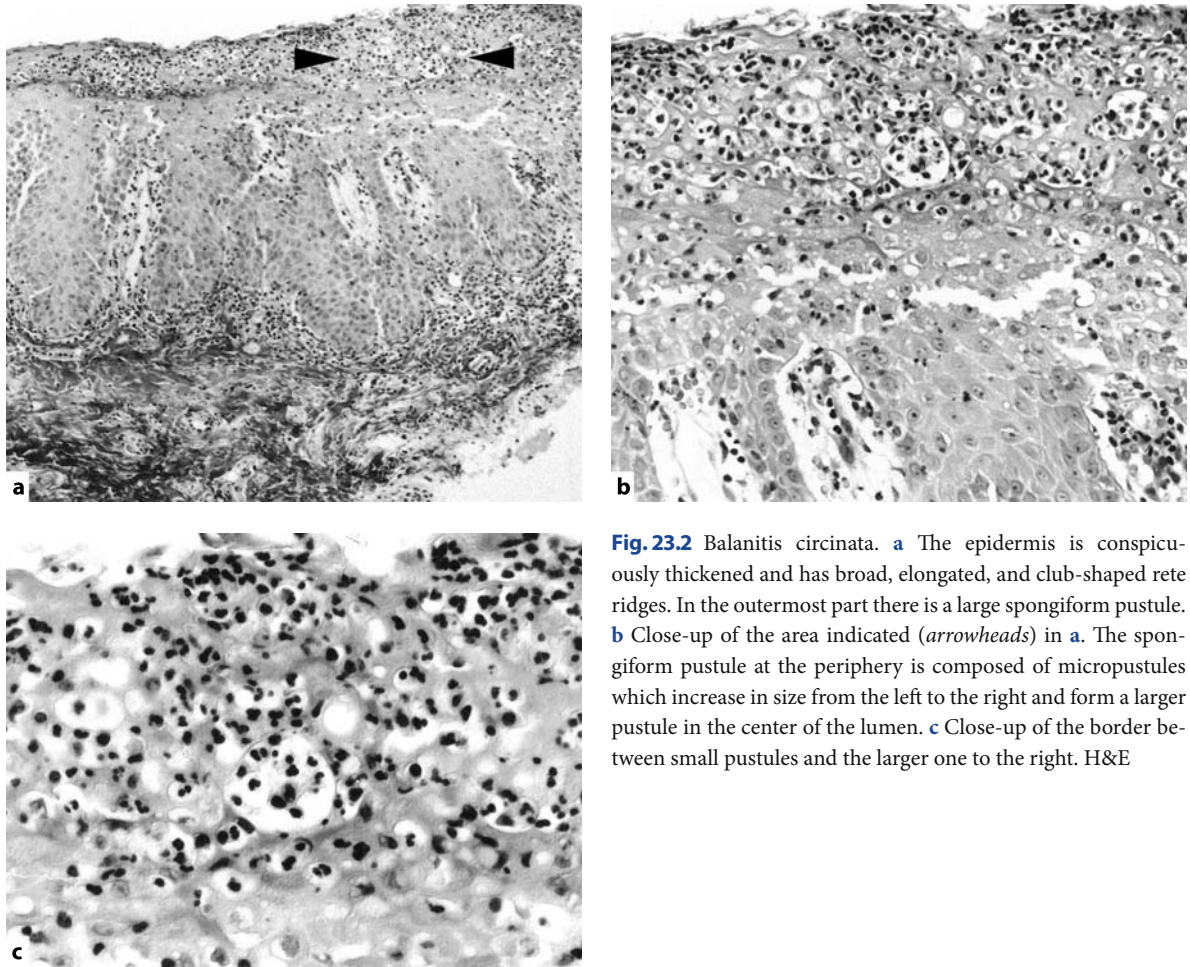 a
b
c
Fig. 23.2 Balanitis circinata. a The epidermis is conspicu-
ously thickened and has broad, elongated, and club-shaped rete
ridges. In the outermost part there is a large spongiform pustule.
b Close-up of the area indicated (arrowheads) in a. The spon-
giform pustule at the periphery is composed of micropustules
which increase in size from the left to the right and form a larger
pustule in the center of the lumen. c Close-up of the border be-
tween small pustules and the larger one to the right. H&E